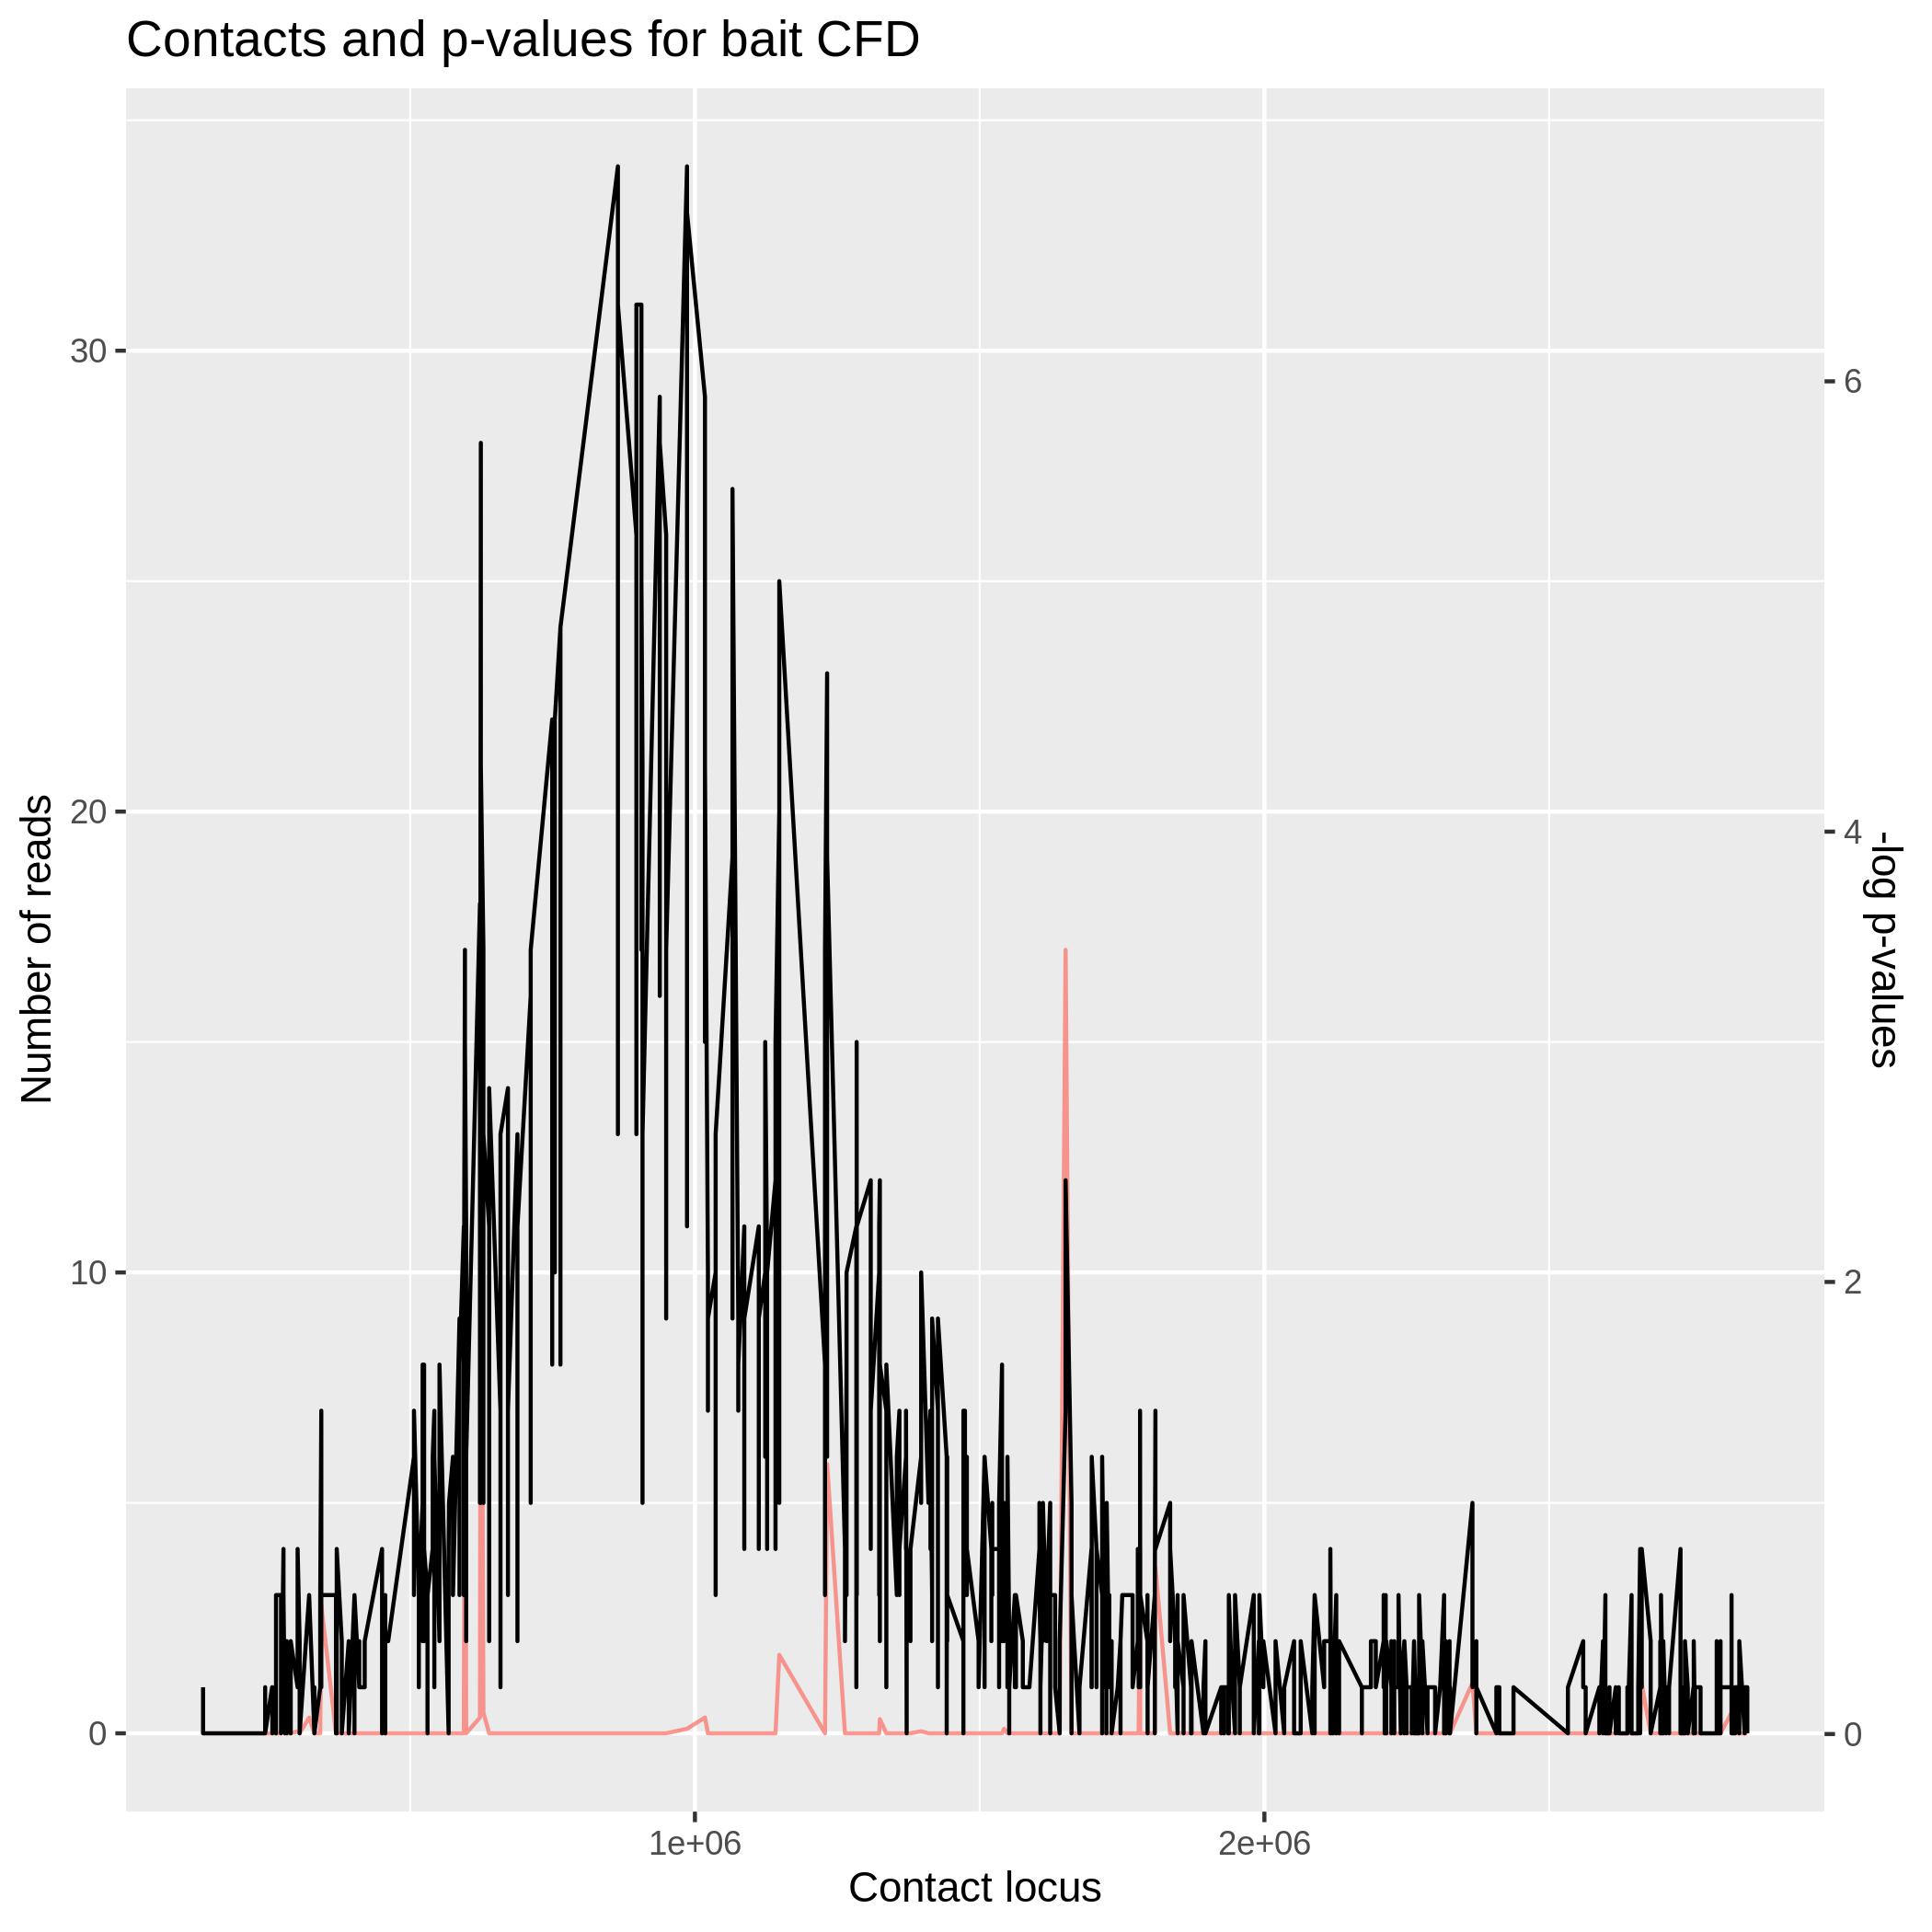 Contacts and p-values for bait CFD
Number of reads
30
20
10
0
6
4
2
0
-log p-values
1e+06
2e+06
Contact locus